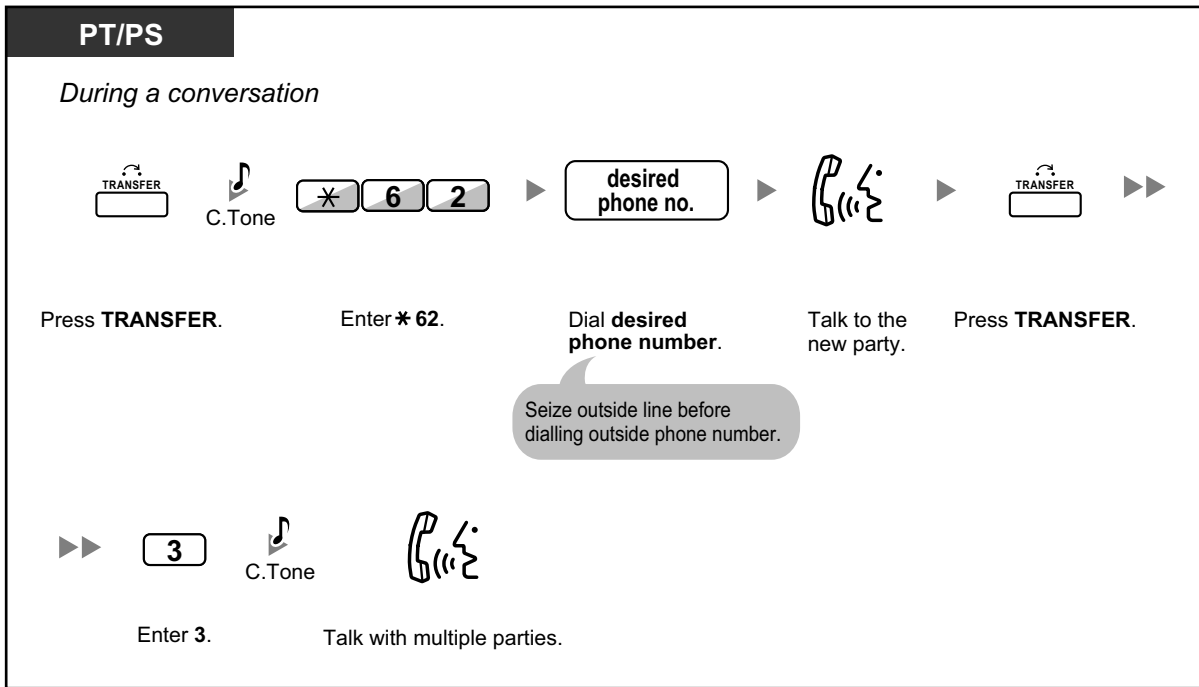 PT/PS
During a conversation
TRANSFER
C.Tone
* 6 2
desired
phone no.
TRANSFER
Press TRANSFER.
Enter * 62.
Dial desired
phone number.
Talk to the
new party.
Press TRANSFER.
Seize outside line before
dialling outside phone number.
3
C.Tone
Enter 3.
Talk with multiple parties.